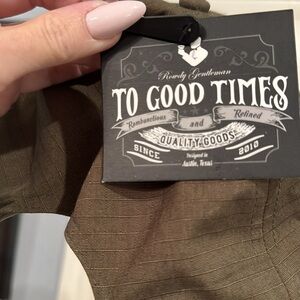 Rowdy Gentleman
TO GOOD TIMES
Rambunctious and Refined
QUALITY GOODS
SINCE 2010
Designed in
Austin, Texas